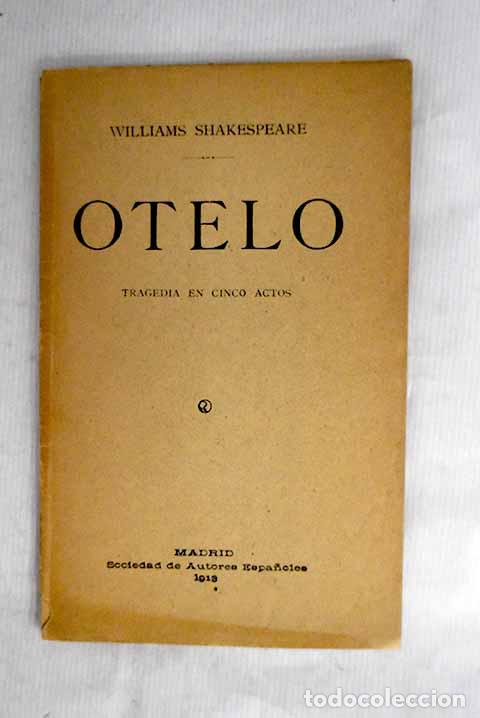 WILLIAMS SHAKESPEARE
OTELO
TRAGEDIA EN CINCO ACTOS
MADRID
Sociedad de Autores Españoles
1913
todocoleccion